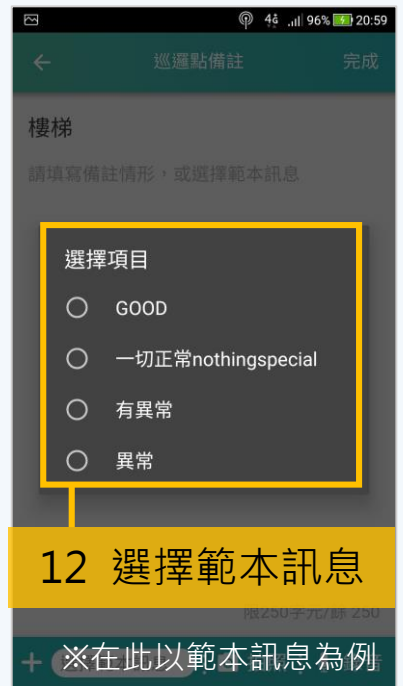 4G 96% 20:59
巡邏點備註 完成
樓梯
請填寫備註情形，或選擇範本訊息
選擇項目
GOOD
一切正常nothingspecial
有異常
異常
12 選擇範本訊息
限250字元/餘 250
※在此以範本訊息為例